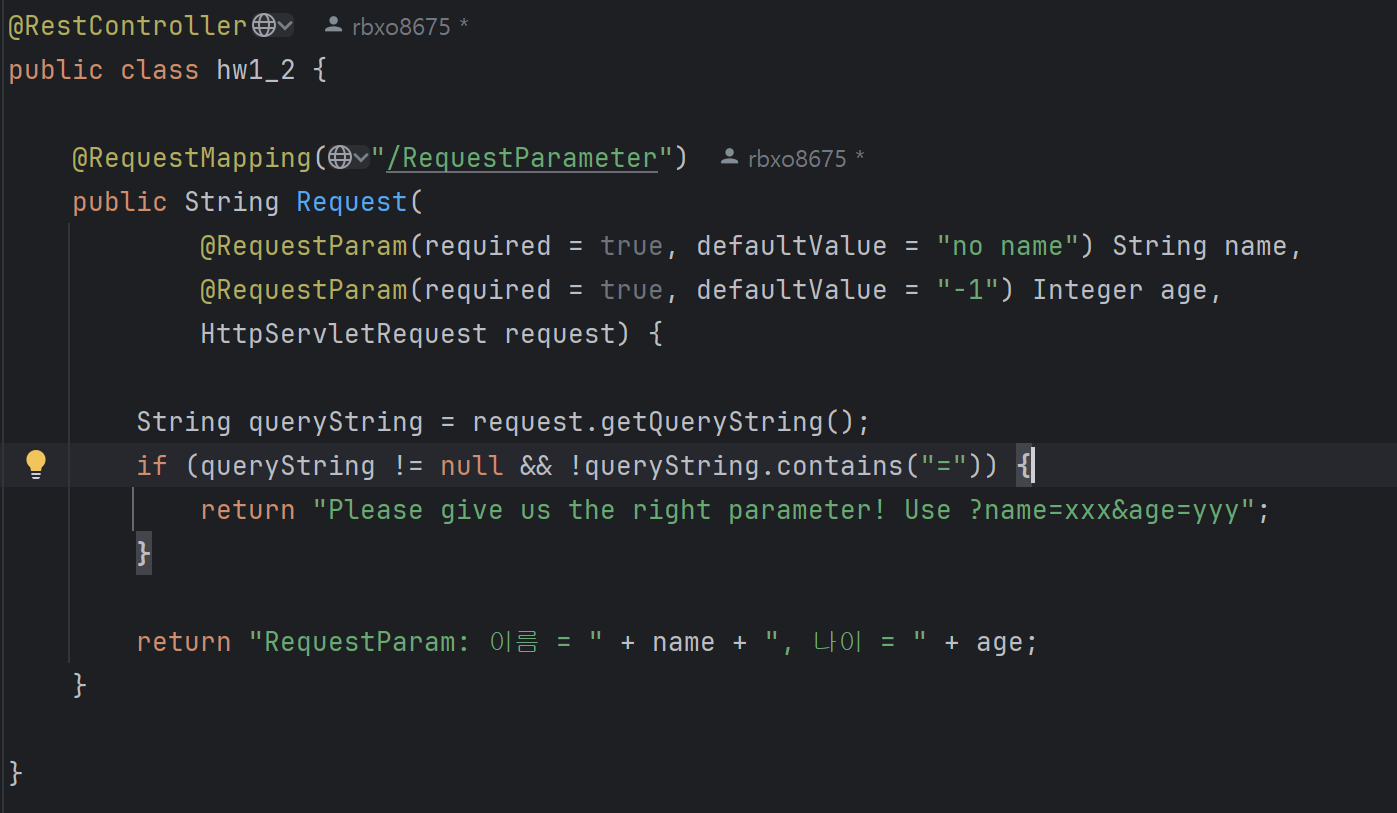 @RestController rbxo8675 *
public class hw1_2 {
@RequestMapping("/RequestParameter") rbxo8675 *
public String Request(
@RequestParam(required = true, defaultValue = "no name") String name,
@RequestParam(required = true, defaultValue = "-1") Integer age,
HttpServletRequest request) {
String queryString = request.getQueryString();
if (queryString != null && !queryString.contains("=")) {
return "Please give us the right parameter! Use ?name=xxx&age=yyy";
}
return "RequestParam: 이름 = " + name + ", 나이 = " + age;
}
}